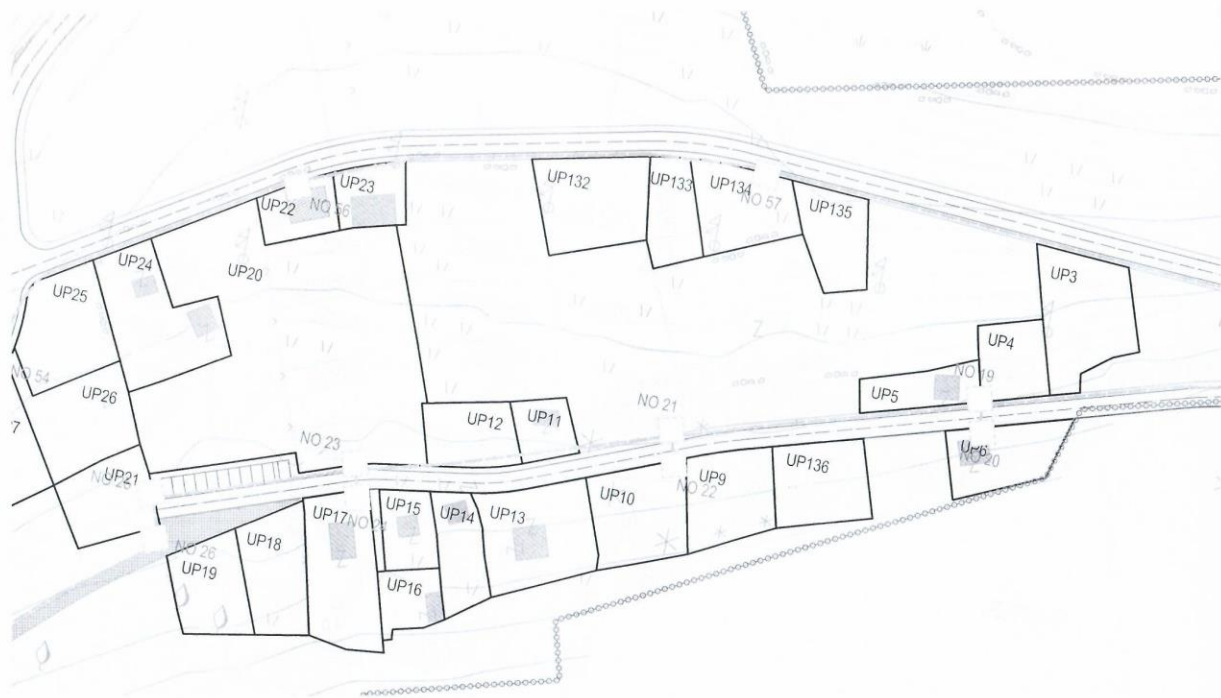 UP132
UP133
UP134
UP23
UP22
NO 56
NO 57
UP135
UP24
UP20
UP25
UP3
UP4
NO 54
NO 19
UP26
UP5
NO 21
UP12
UP11
NO 23
UP6
NO 20
UP136
UP21
UP9
NO 22
UP10
UP15
UP17
UP14
UP13
UP18
NO 26
UP19
UP16